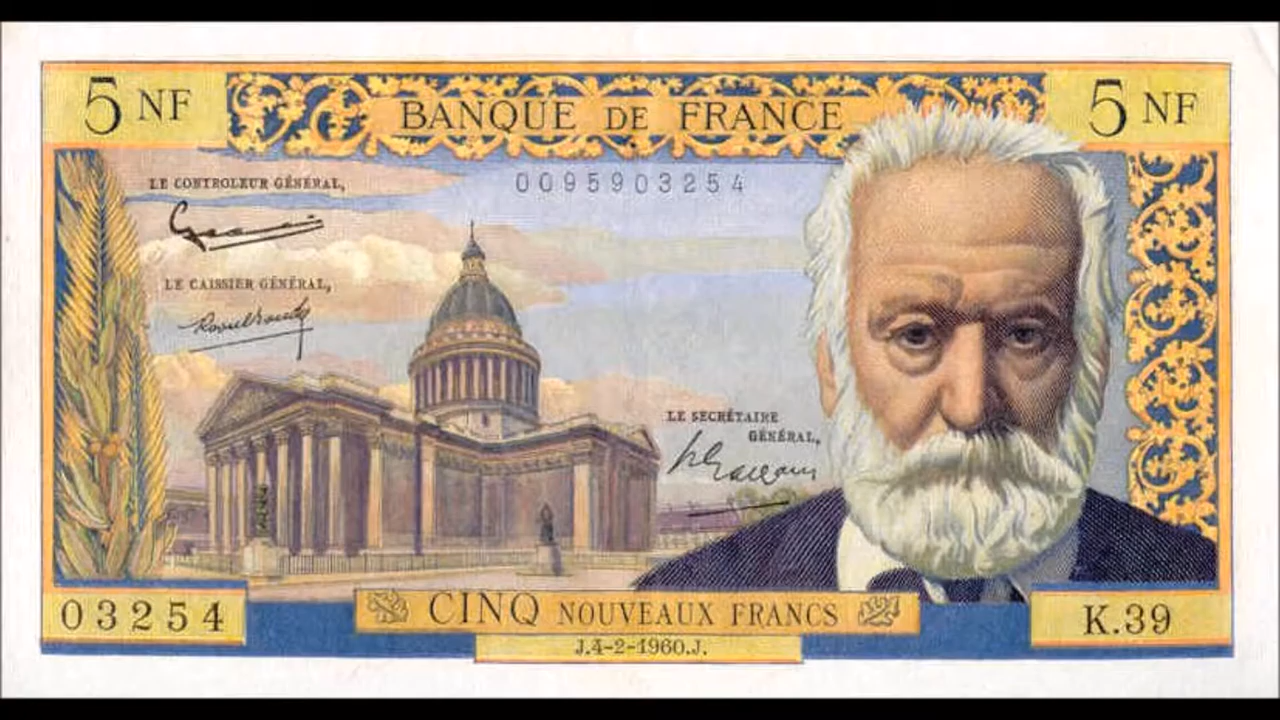 5 NF
BANQUE DE FRANCE
5 NF
LE CONTROLEUR GÉNÉRAL,
0095903254
LE CAISSIER GÉNÉRAL,
LE SECRÉTAIRE
GÉNÉRAL,
03254
CINQ NOUVEAUX FRANCS
K.39
J.4-2-1960.J.